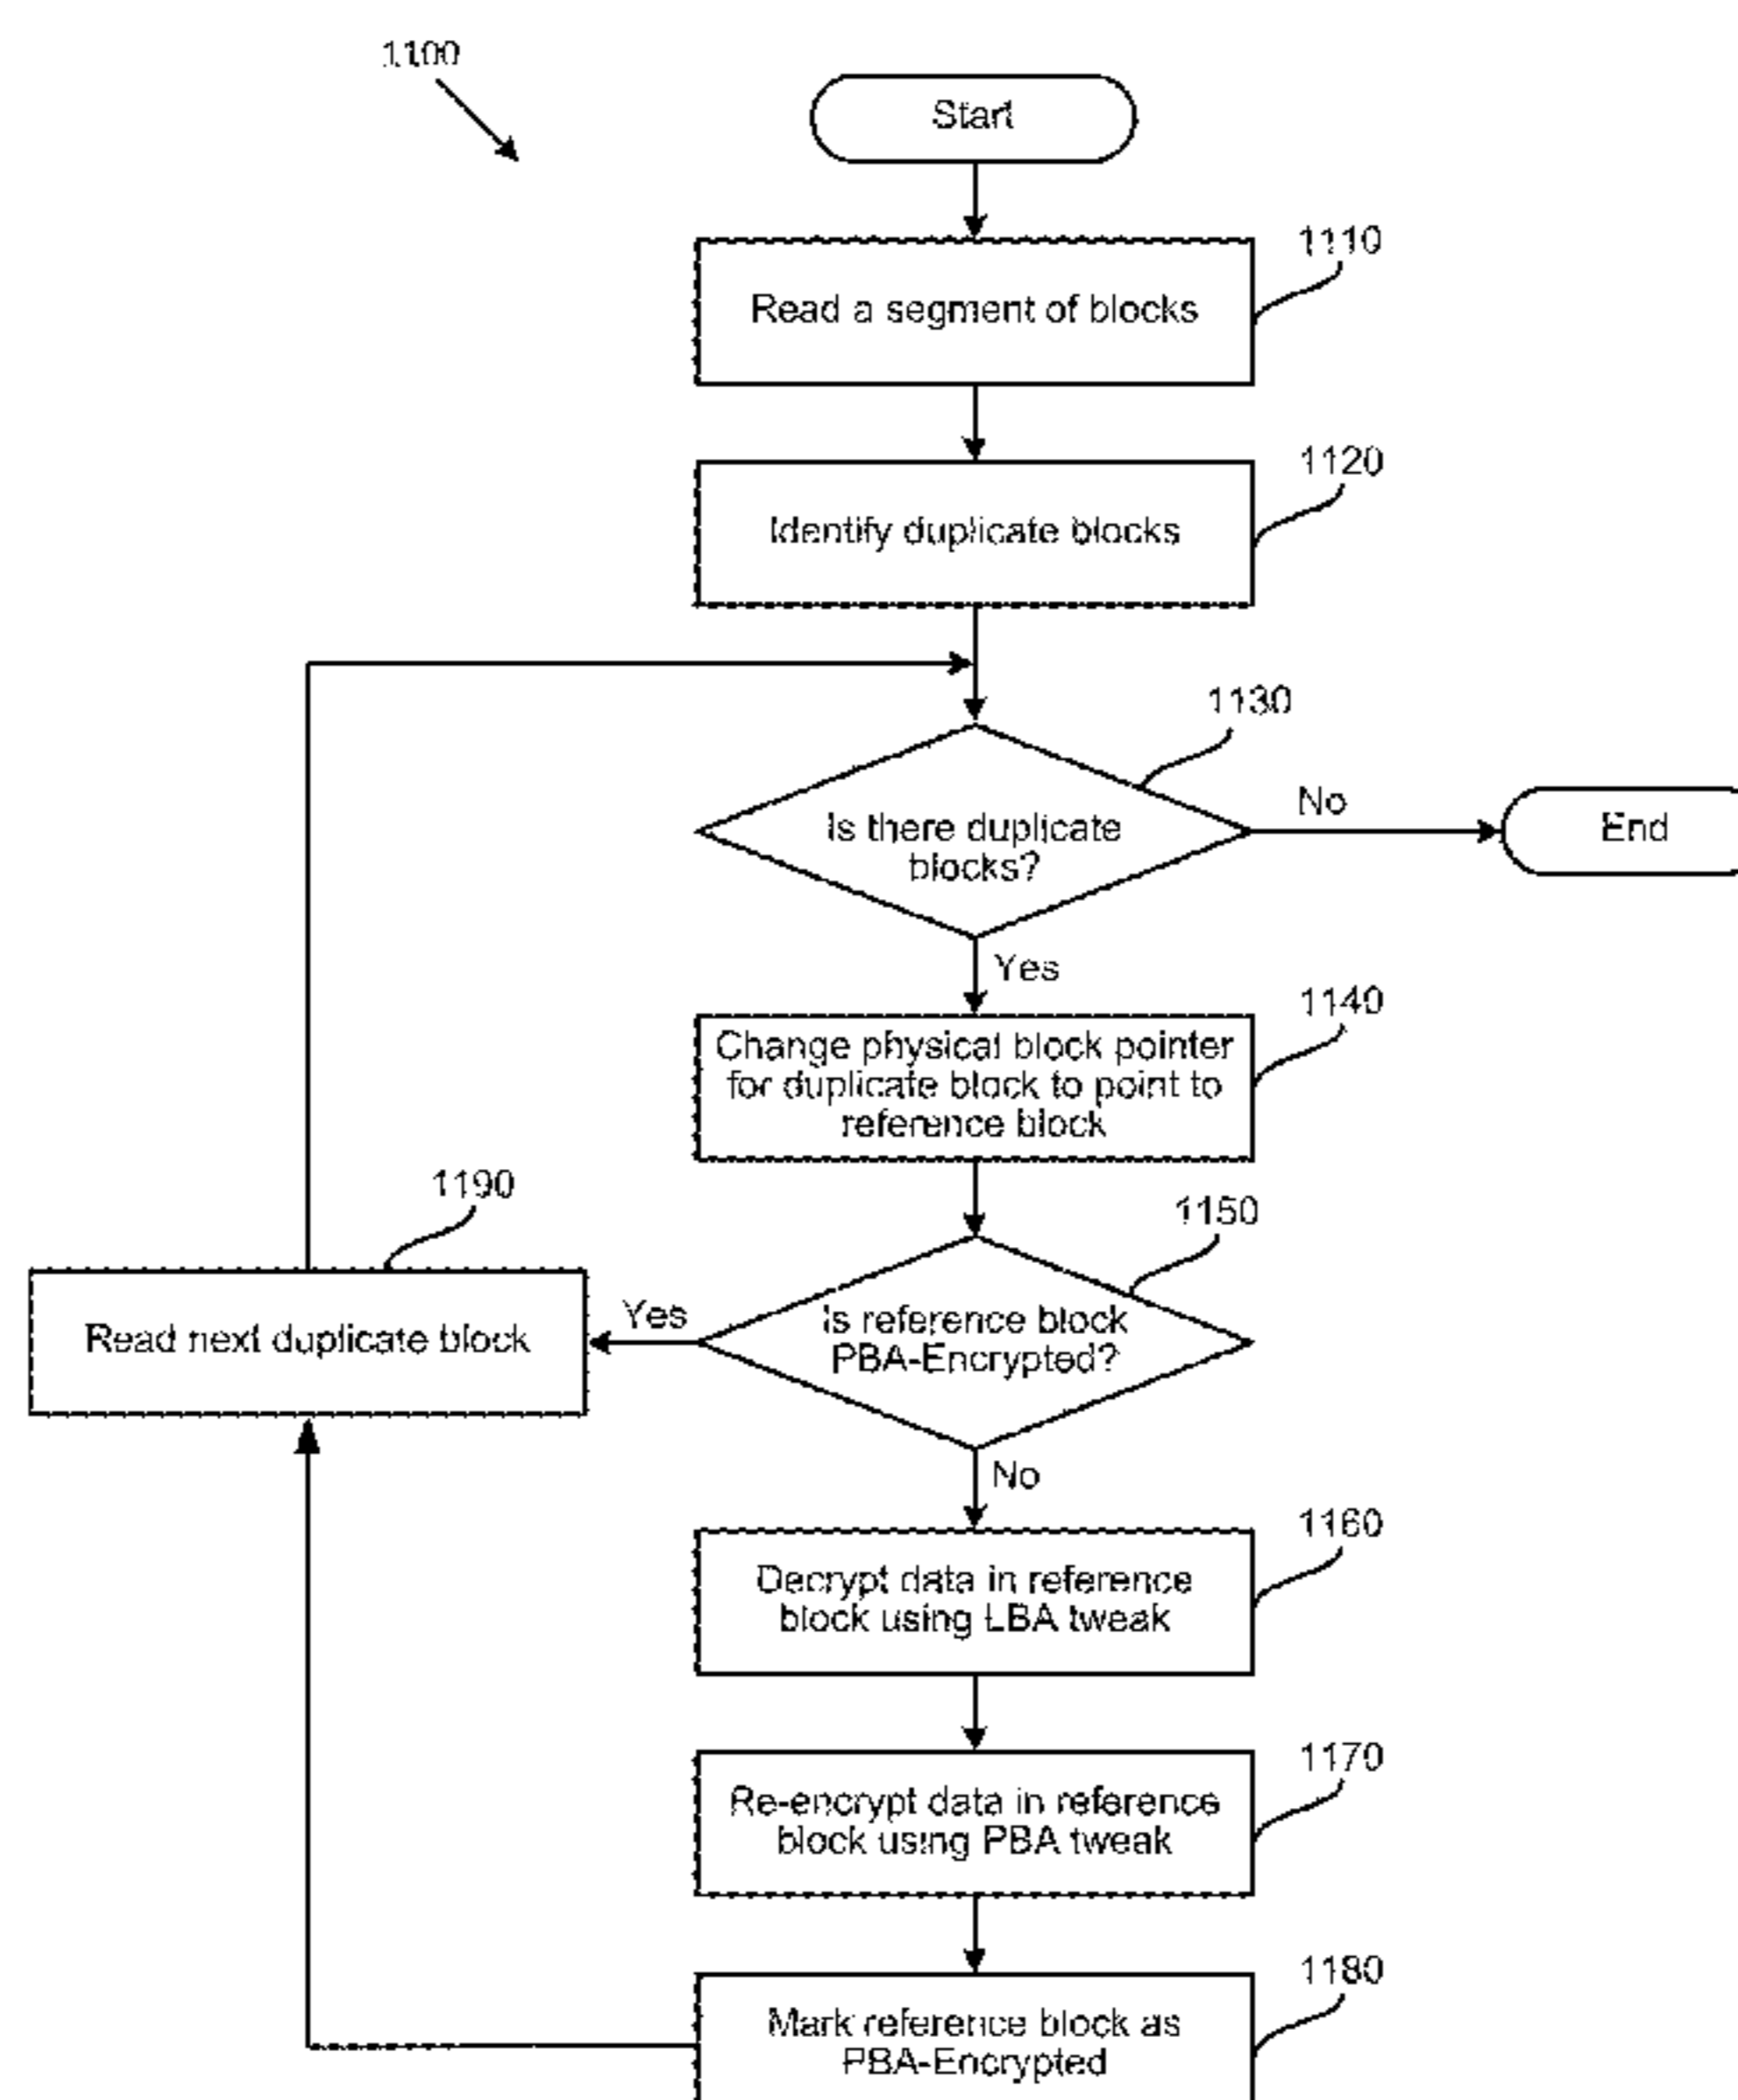 1100
Start
1110
Read a segment of blocks
1120
Identify duplicate blocks
1130
Is there duplicate
blocks?
No
End
Yes
1140
Change physical block pointer
for duplicate block to point to
reference block
1190
1150
Read next duplicate block
Yes
Is reference block
PBA-Encrypted?
No
1160
Decrypt data in reference
block using LBA tweak
1170
Re-encrypt data in reference
block using PBA tweak
1180
Mark reference block as
PBA-Encrypted